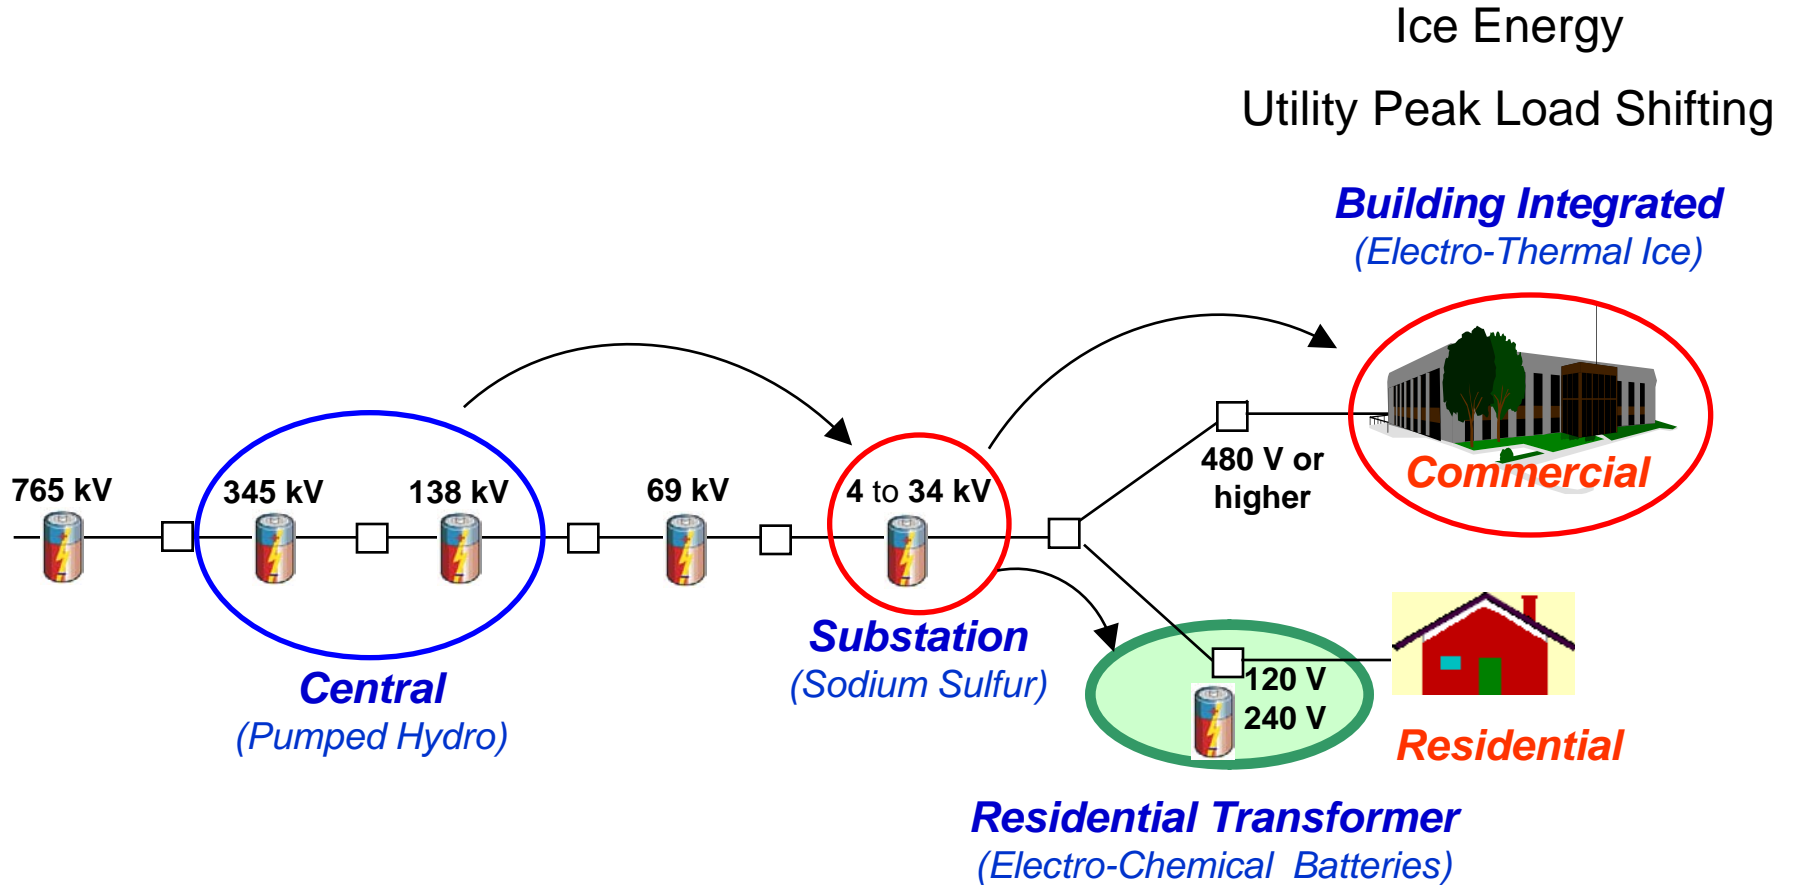 Ice Energy
Utility Peak Load Shifting
Building Integrated
(Electro-Thermal Ice)
480 V or
higher
Commercial
765 kV
345 kV
138 kV
69 kV
4 to 34 kV
Central
(Pumped Hydro)
Substation
(Sodium Sulfur)
120 V
240 V
Residential
Residential Transformer
(Electro-Chemical Batteries)